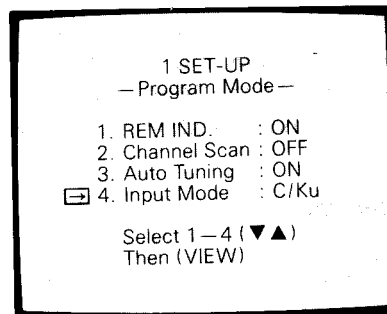 1 SET-UP
—Program Mode—
1. REM IND. : ON
2. Channel Scan : OFF
3. Auto Tuning : ON
→ 4. Input Mode : C/Ku
Select 1—4 (▼▲)
Then (VIEW)